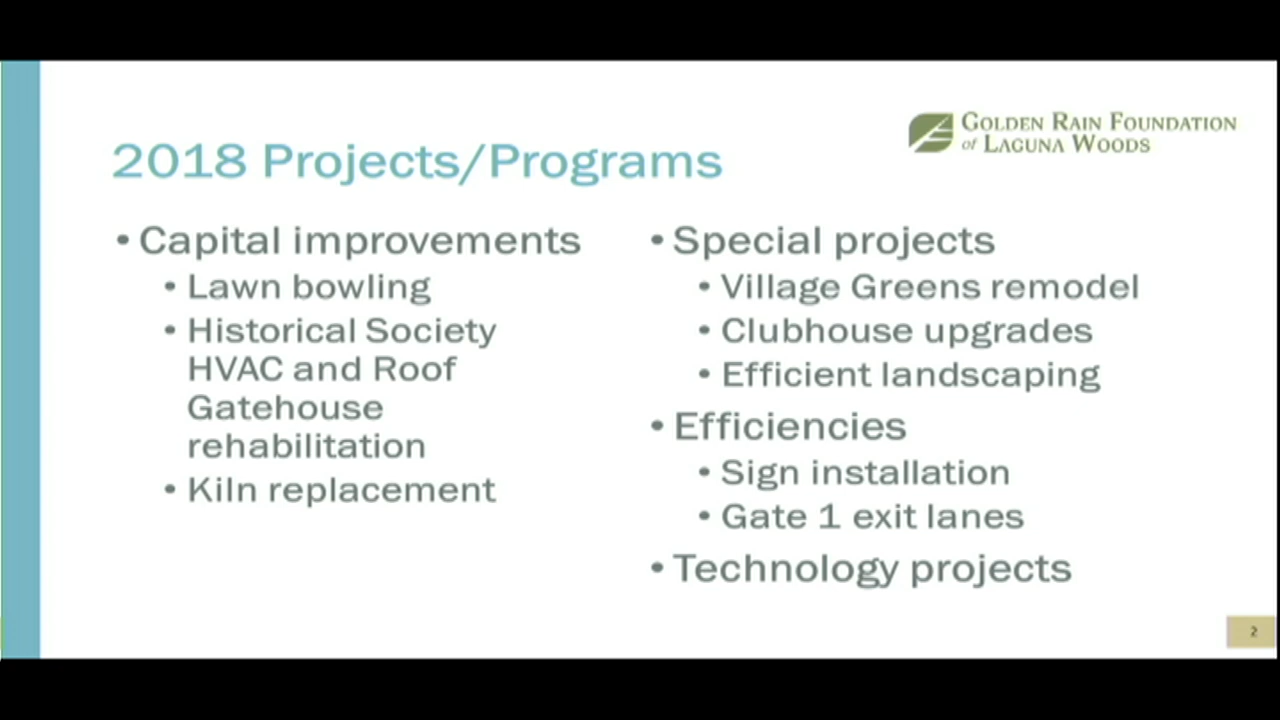 GOLDEN RAIN FOUNDATION
of LAGUNA WOODS
2018 Projects/Programs
• Capital improvements
• Lawn bowling
• Historical Society
HVAC and Roof
Gatehouse
rehabilitation
• Kiln replacement
• Special projects
• Village Greens remodel
• Clubhouse upgrades
• Efficient landscaping
• Efficiencies
• Sign installation
• Gate 1 exit lanes
• Technology projects
2